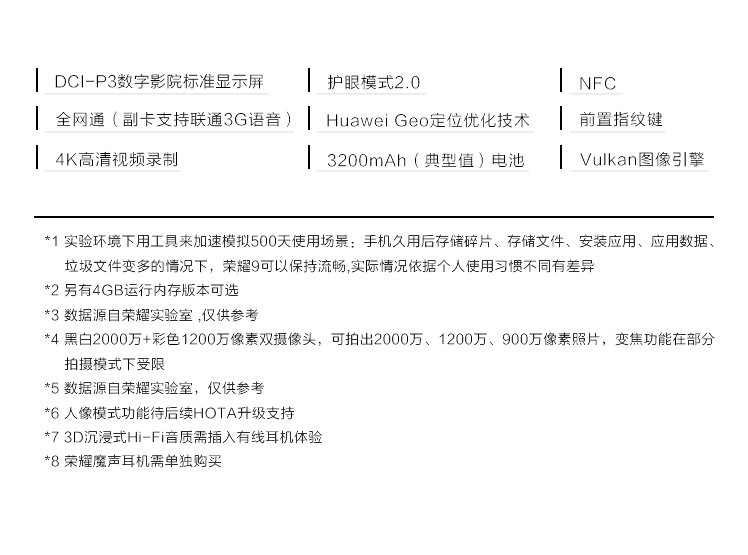 DCI-P3数字影院标准显示屏
护眼模式2.0
NFC
全网通（副卡支持联通3G语音）
Huawei Geo定位优化技术
前置指纹键
4K高清视频录制
3200mAh（典型值）电池
Vulkan图像引擎
*1 实验环境下用工具来加速模拟500天使用场景；手机久用后存储碎片、存储文件、安装应用、应用数据、
垃圾文件变多的情况下，荣耀9可以保持流畅,实际情况依据个人使用习惯不同有差异
*2 另有4GB运行内存版本可选
*3 数据源自荣耀实验室 ,仅供参考
*4 黑白2000万+彩色1200万像素双摄像头，可拍出2000万、1200万、900万像素照片，变焦功能在部分
拍摄模式下受限
*5 数据源自荣耀实验室，仅供参考
*6 人像模式功能待后续HOTA升级支持
*7 3D沉浸式Hi-Fi音质需插入有线耳机体验
*8 荣耀魔声耳机需单独购买